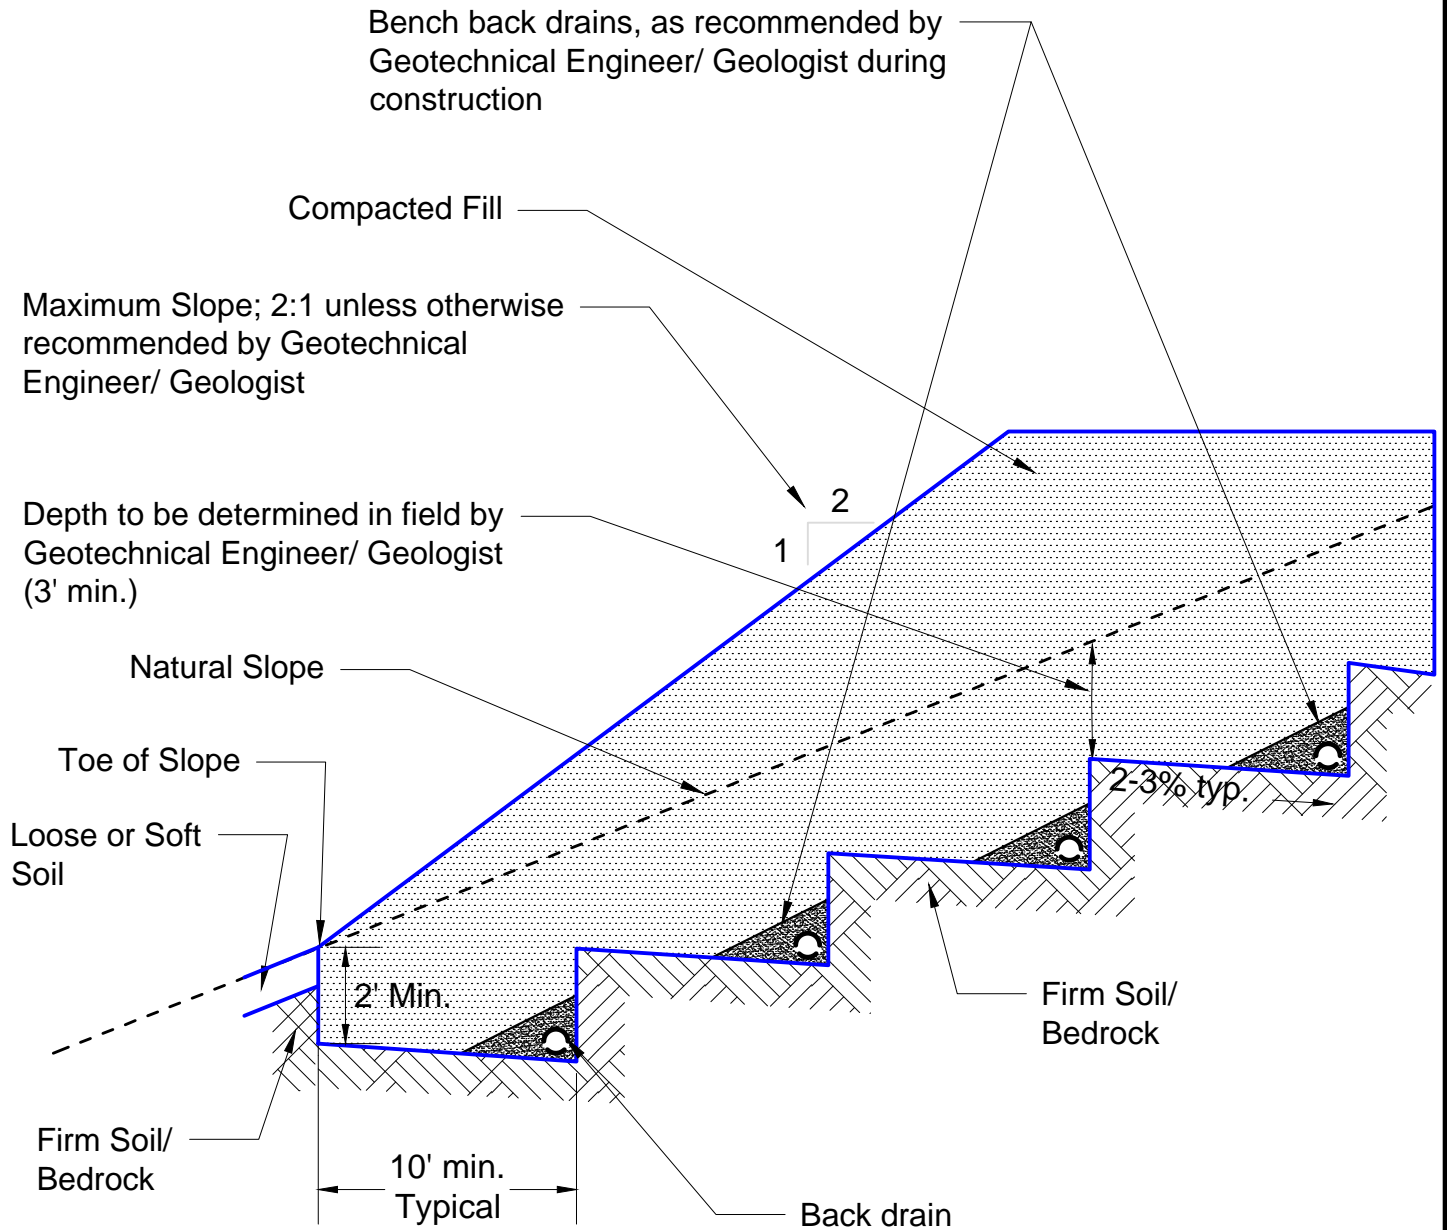 Bench back drains, as recommended by
Geotechnical Engineer/ Geologist during
construction
Compacted Fill
Maximum Slope; 2:1 unless otherwise
recommended by Geotechnical
Engineer/ Geologist
2
1
Depth to be determined in field by
Geotechnical Engineer/ Geologist
(3' min.)
Natural Slope
Toe of Slope
2-3% typ.
Loose or Soft
Soil
2' Min.
Firm Soil/
Bedrock
Firm Soil/
Bedrock
10' min.
Typical
Back drain